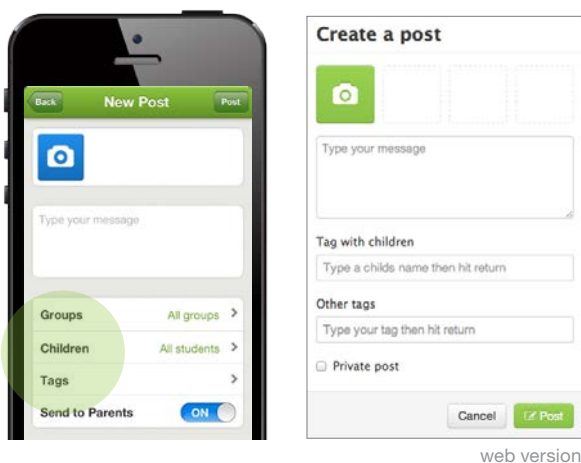 Back New Post Post
Type your message
Groups All groups >
Children All students >
Tags >
Send to Parents ON
Create a post
Type your message
Tag with children
Type a childs name then hit return
Other tags
Type your tag then hit return
Private post
Cancel Post
web version